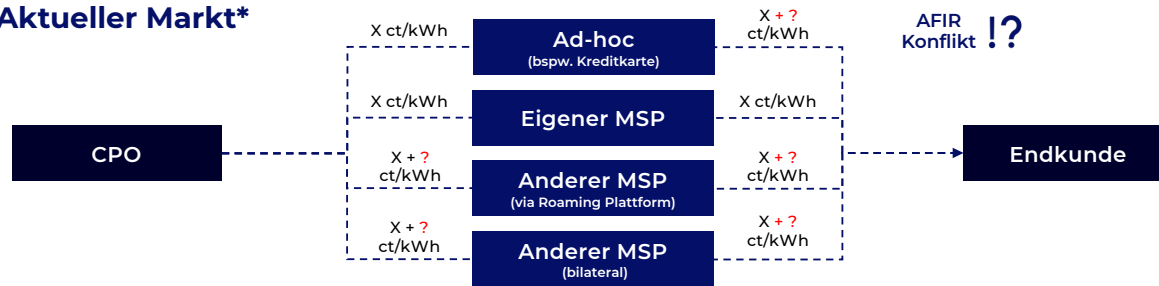 Aktueller Markt*
AFIR
Konflikt !?
X ct/kWh
Ad-hoc
(bspw. Kreditkarte)
X + ?
ct/kWh
X ct/kWh
Eigener MSP
X ct/kWh
CPO
Endkunde
X + ?
ct/kWh
Anderer MSP
(via Roaming Plattform)
X + ?
ct/kWh
X + ?
ct/kWh
Anderer MSP
(bilateral)
X + ?
ct/kWh